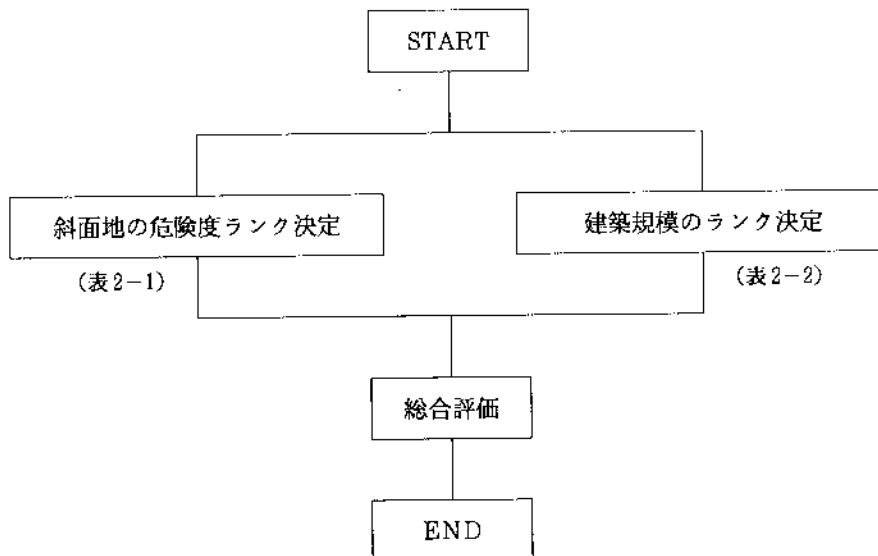 START
斜面地の危険度ランク決定
建築規模のランク決定
(表2-1)
(表2-2)
総合評価
END